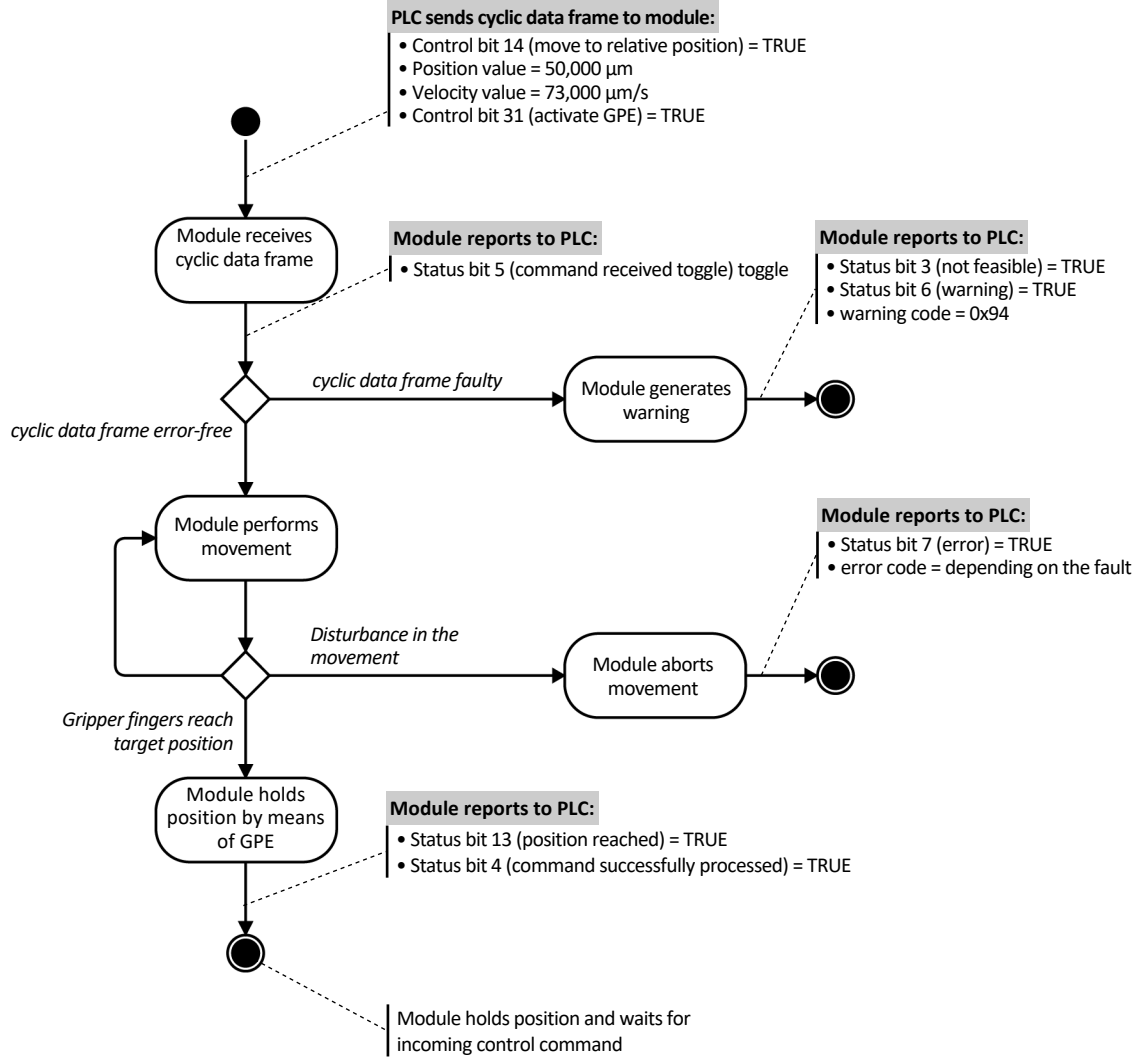 PLC sends cyclic data frame to module:
• Control bit 14 (move to relative position) = TRUE
• Position value = 50,000 µm
• Velocity value = 73,000 µm/s
• Control bit 31 (activate GPE) = TRUE
Module receives
cyclic data frame
Module reports to PLC:
• Status bit 5 (command received toggle) toggle
Module reports to PLC:
• Status bit 3 (not feasible) = TRUE
• Status bit 6 (warning) = TRUE
• warning code = 0x94
cyclic data frame faulty
Module generates
warning
cyclic data frame error-free
Module performs
movement
Module reports to PLC:
• Status bit 7 (error) = TRUE
• error code = depending on the fault
Disturbance in the
movement
Module aborts
movement
Gripper fingers reach
target position
Module holds
position by means
of GPE
Module reports to PLC:
• Status bit 13 (position reached) = TRUE
• Status bit 4 (command successfully processed) = TRUE
Module holds position and waits for
incoming control command